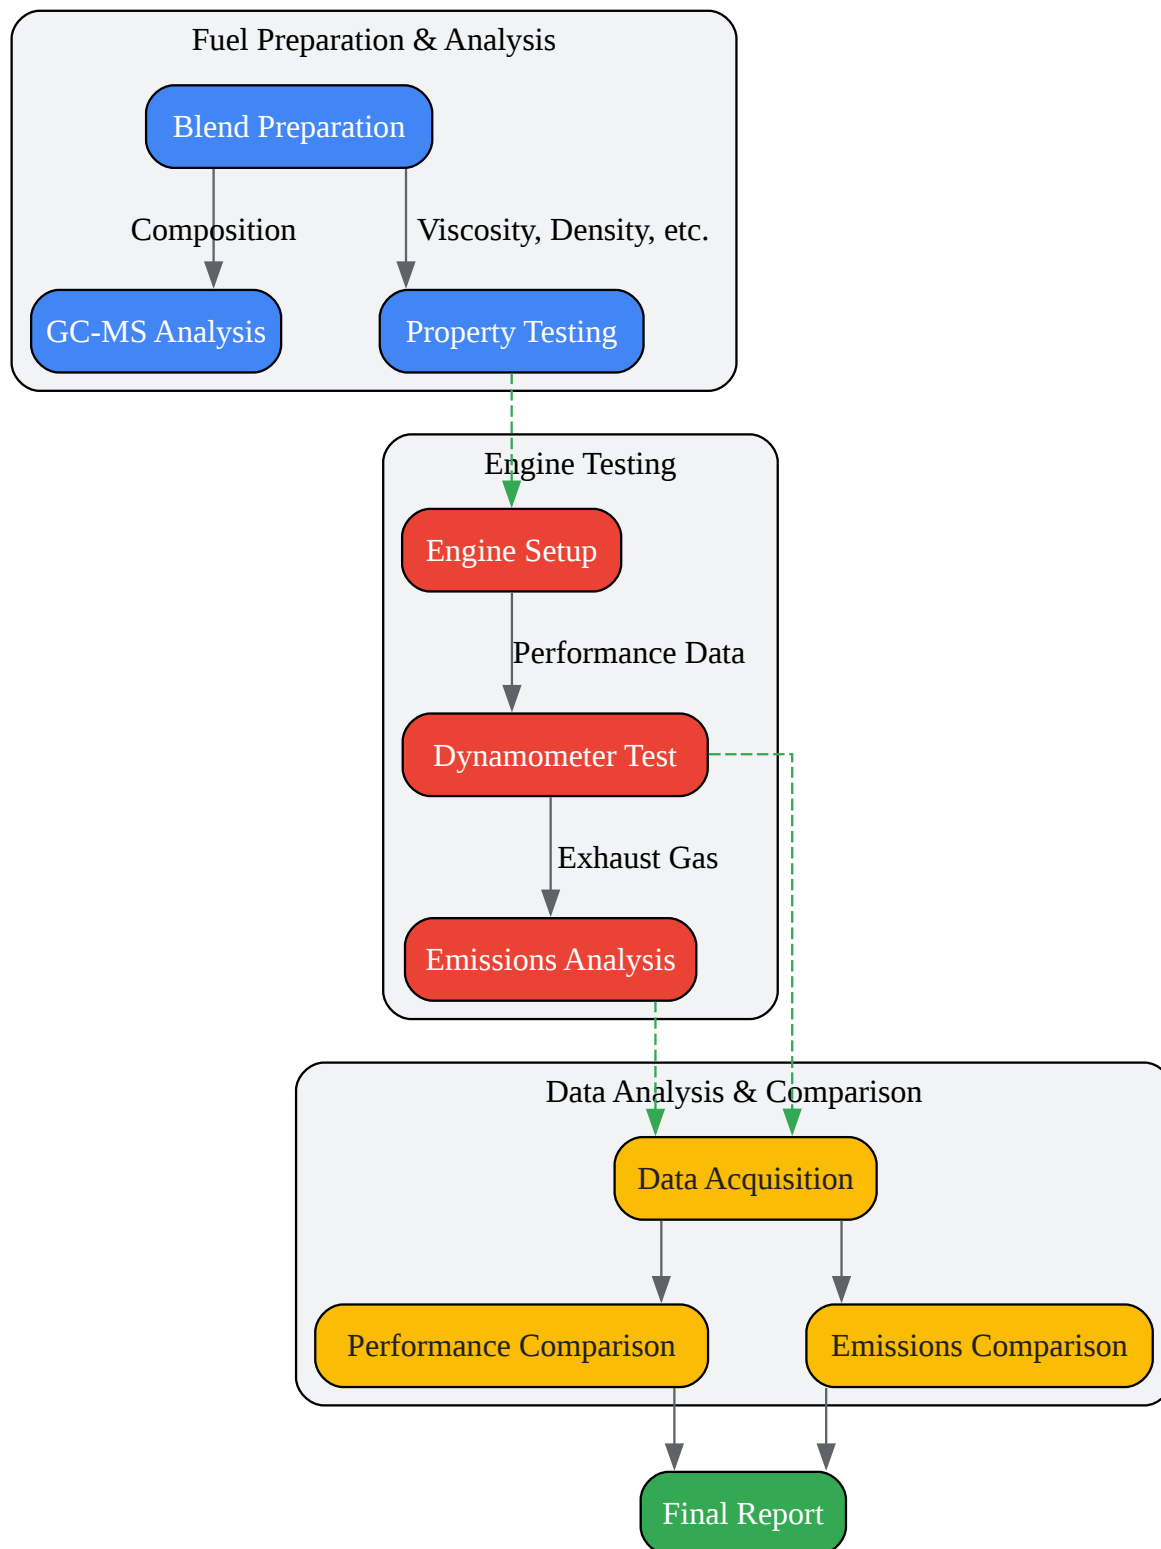 Fuel Preparation & Analysis
Blend Preparation
Composition
Viscosity, Density, etc.
GC-MS Analysis
Property Testing
Engine Testing
Engine Setup
Performance Data
Dynamometer Test
Exhaust Gas
Emissions Analysis
Data Analysis & Comparison
Data Acquisition
Performance Comparison
Emissions Comparison
Final Report